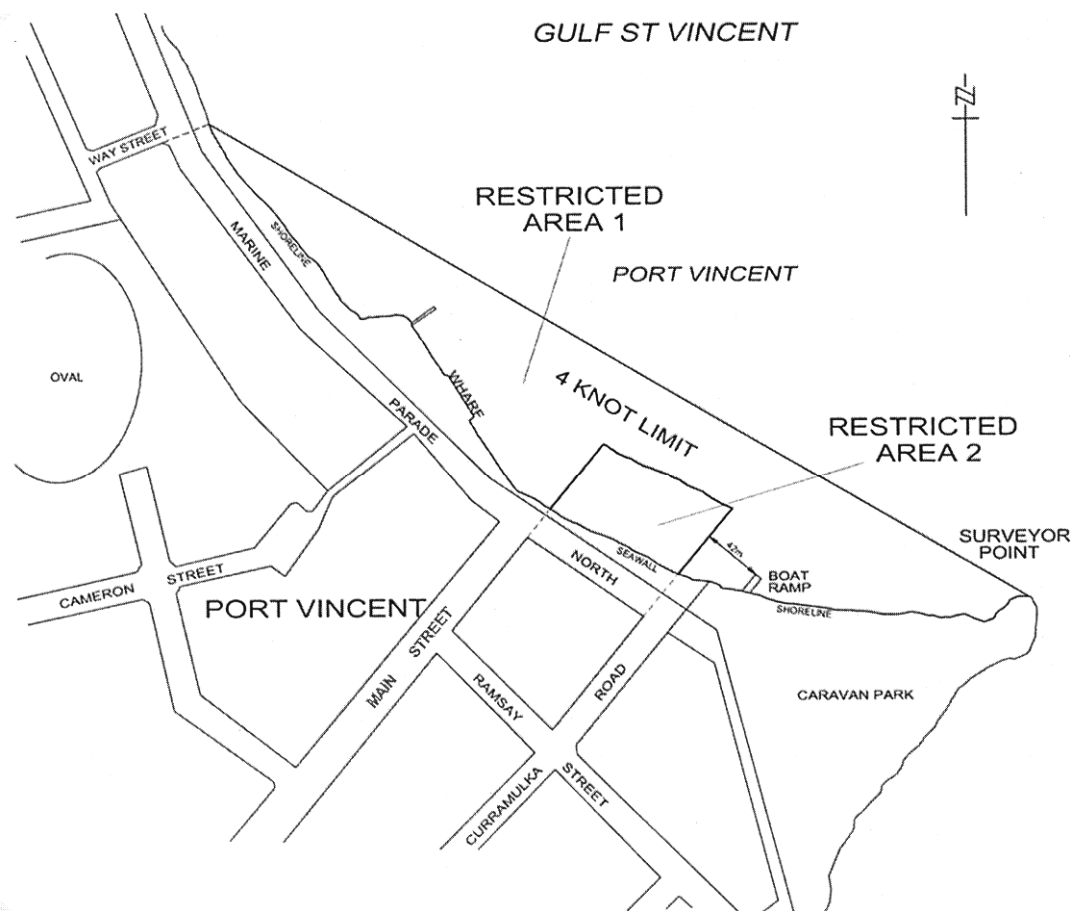 GULF ST VINCENT
N
WAY STREET
RESTRICTED
AREA 1
MARINE
SHORELINE
PORT VINCENT
OVAL
WHARF
4 KNOT LIMIT
PARADE
RESTRICTED
AREA 2
SURVEYOR
POINT
SEAWALL
42m
BOAT
RAMP
NORTH
SHORELINE
CAMERON STREET
PORT VINCENT
MAIN STREET
RAMSAY STREET
CURRAMULKA ROAD
CARAVAN PARK